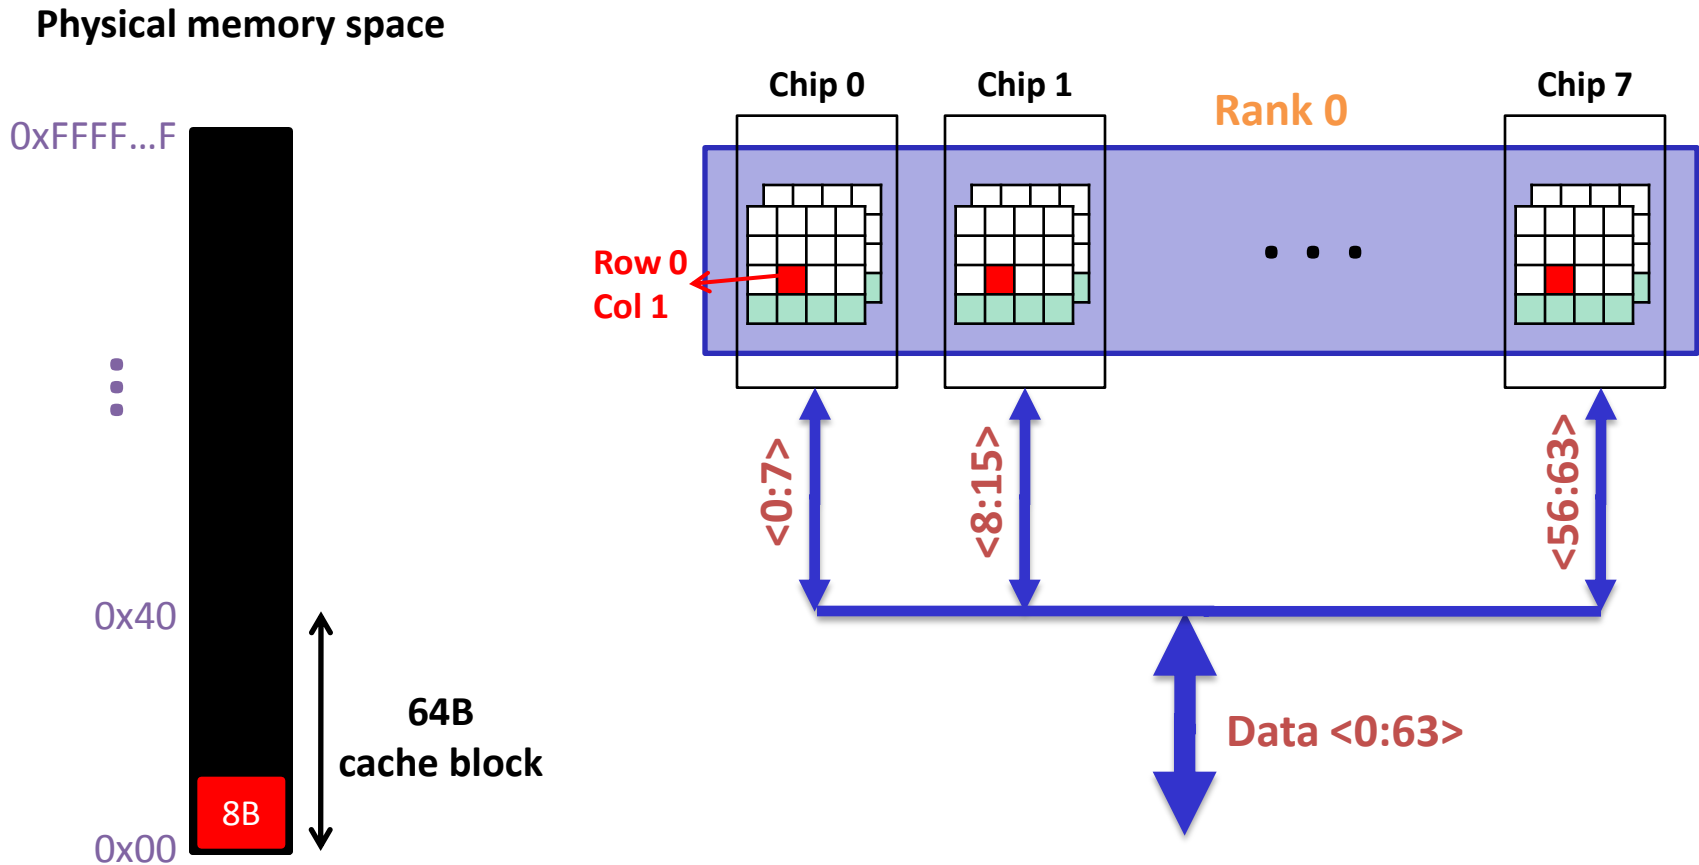 Physical memory space
Chip 0
Chip 1
Chip 7
Rank 0
0xFFFF...F
Row 0
Col 1
<0:7>
<8:15>
<56:63>
0x40
64B
cache block
Data <0:63>
8B
0x00